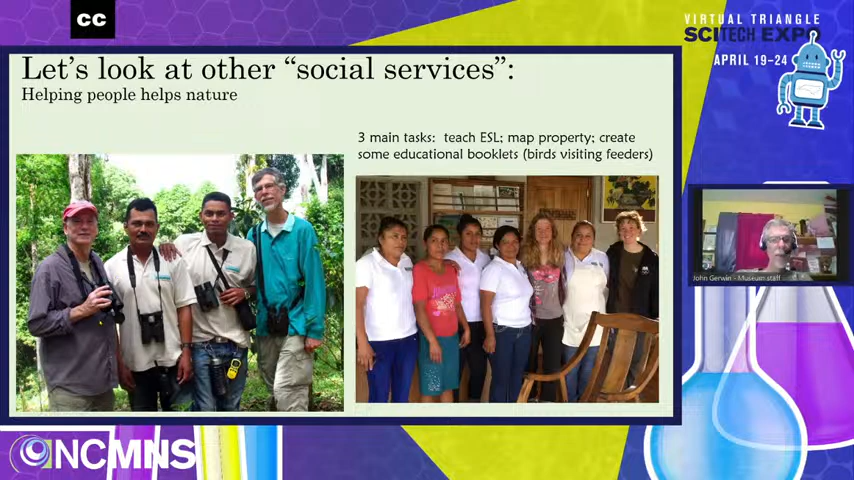 CC
VIRTUAL TRIANGLE
SCITECH EXPO
APRIL 19-24
Let's look at other “social services”:
Helping people helps nature
3 main tasks: teach ESL; map property; create
some educational booklets (birds visiting feeders)
John Gerwin - Museum staff
NCMNS